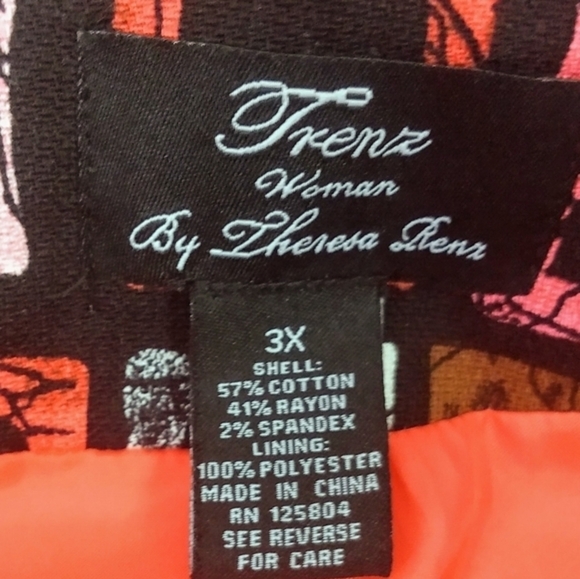 Trenz
Woman
By Theresa Renz
3X
SHELL:
57% COTTON
41% RAYON
2% SPANDEX
LINING:
100% POLYESTER
MADE IN CHINA
RN 125804
SEE REVERSE
FOR CARE